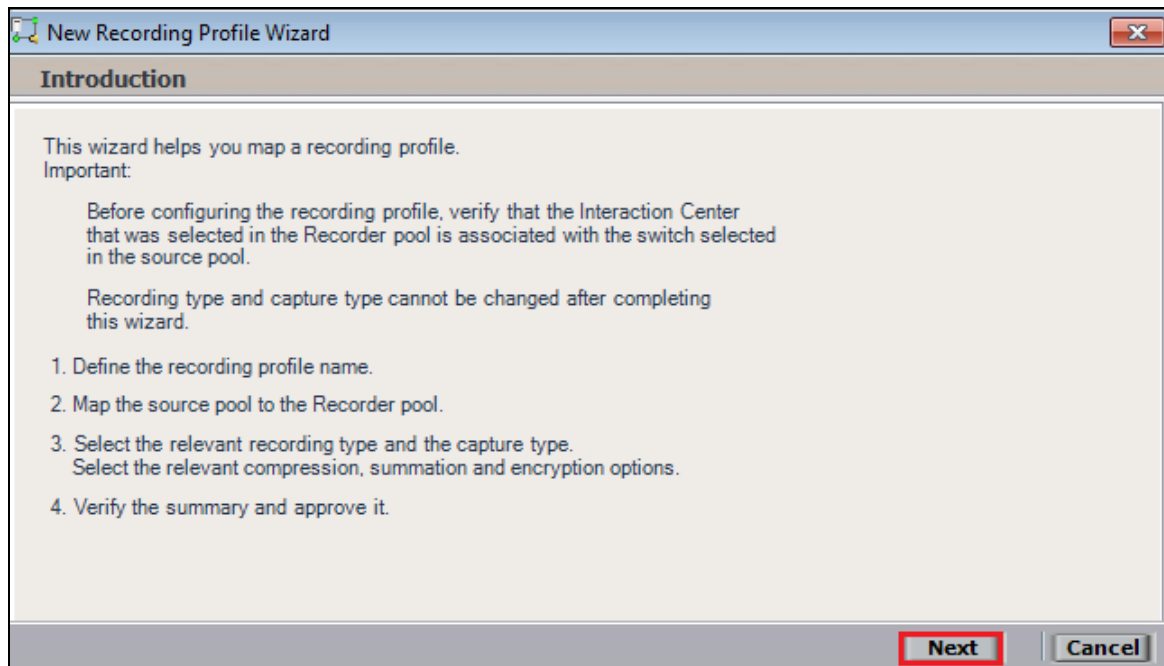 New Recording Profile Wizard
Introduction
This wizard helps you map a recording profile.
Important:
Before configuring the recording profile, verify that the Interaction Center
that was selected in the Recorder pool is associated with the switch selected
in the source pool.
Recording type and capture type cannot be changed after completing
this wizard.
1. Define the recording profile name.
2. Map the source pool to the Recorder pool.
3. Select the relevant recording type and the capture type.
Select the relevant compression, summation and encryption options.
4. Verify the summary and approve it.
Next Cancel